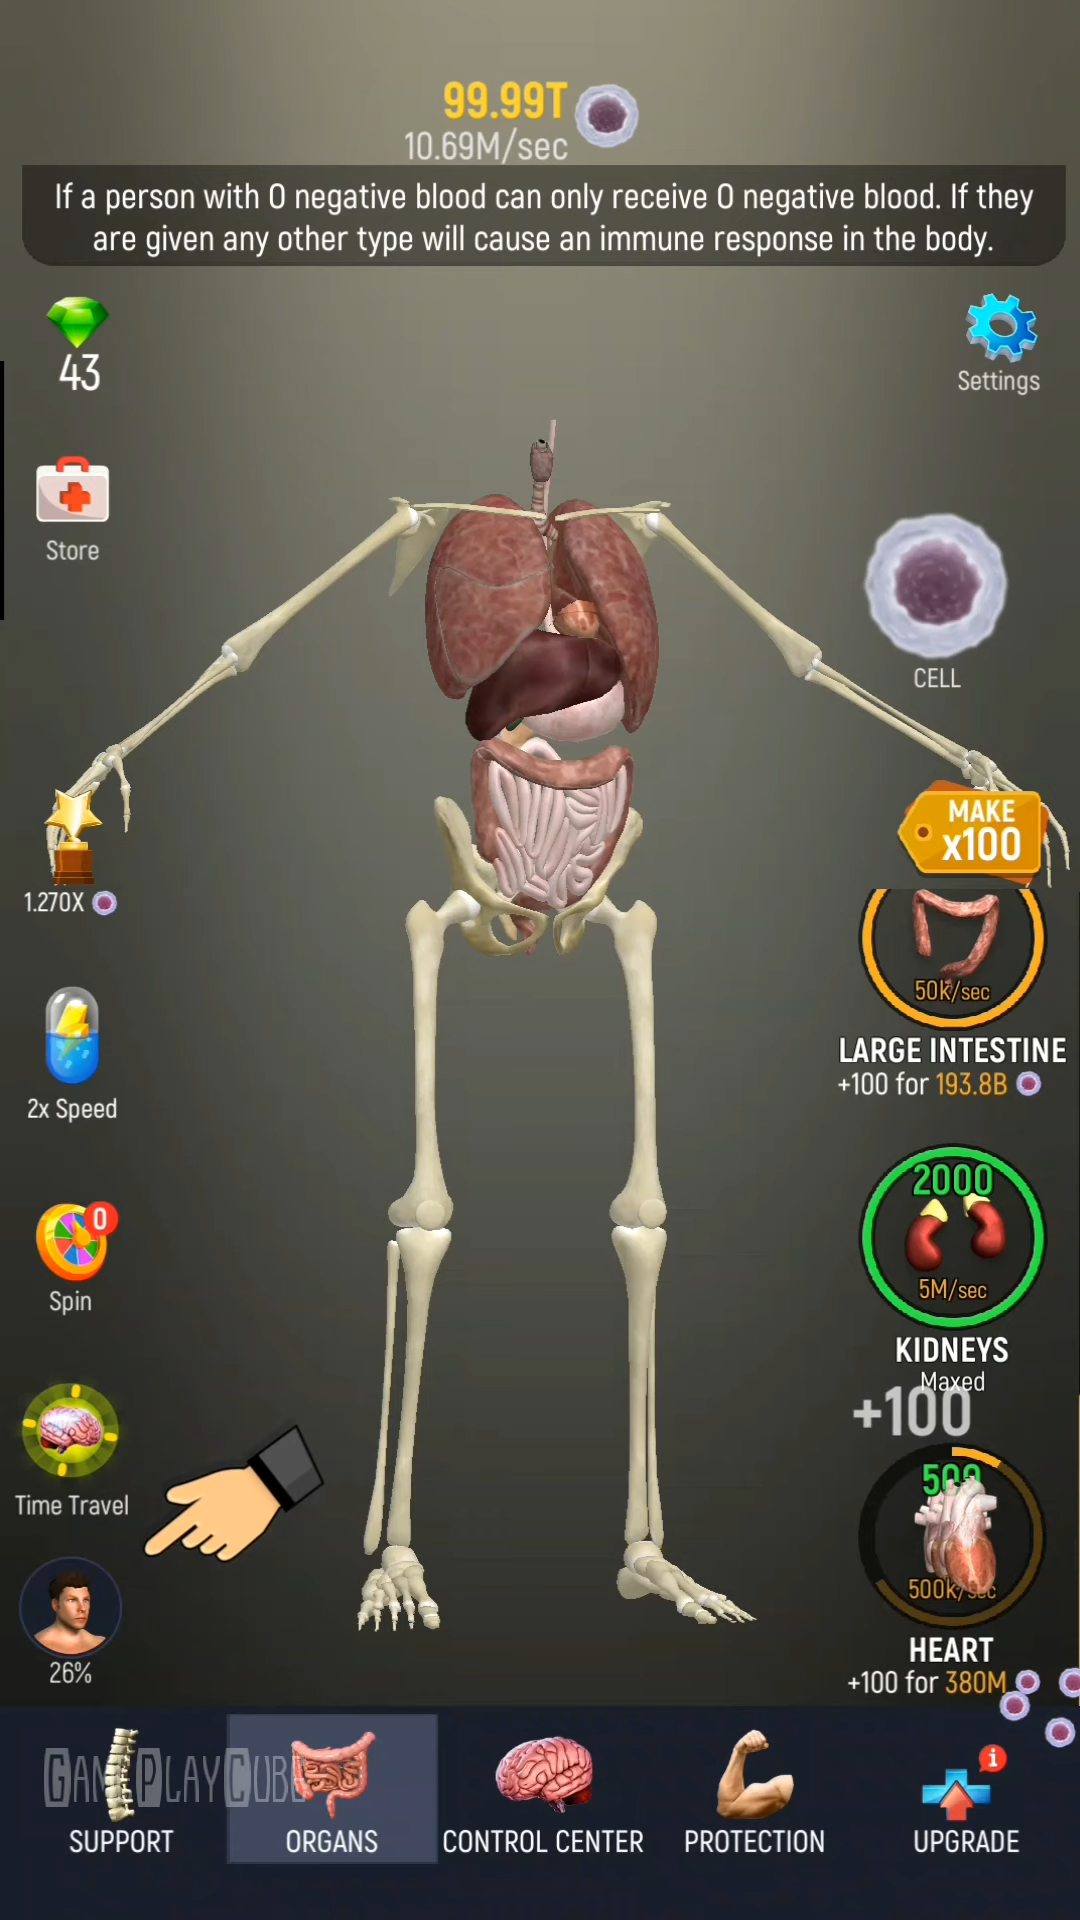 99.99T
10.69M/sec
If a person with O negative blood can only receive O negative blood. If they
are given any other type will cause an immune response in the body.
43
Settings
Store
CELL
MAKE
x100
1.270X
50k/sec
LARGE INTESTINE
+100 for 193.8B
2x Speed
2000
5M/sec
0
Spin
KIDNEYS
Maxed
+100
500
500k/sec
Time Travel
HEART
+100 for 380M
26%
GAMEPLAYCUBE
i
SUPPORT
ORGANS
CONTROL CENTER
PROTECTION
UPGRADE